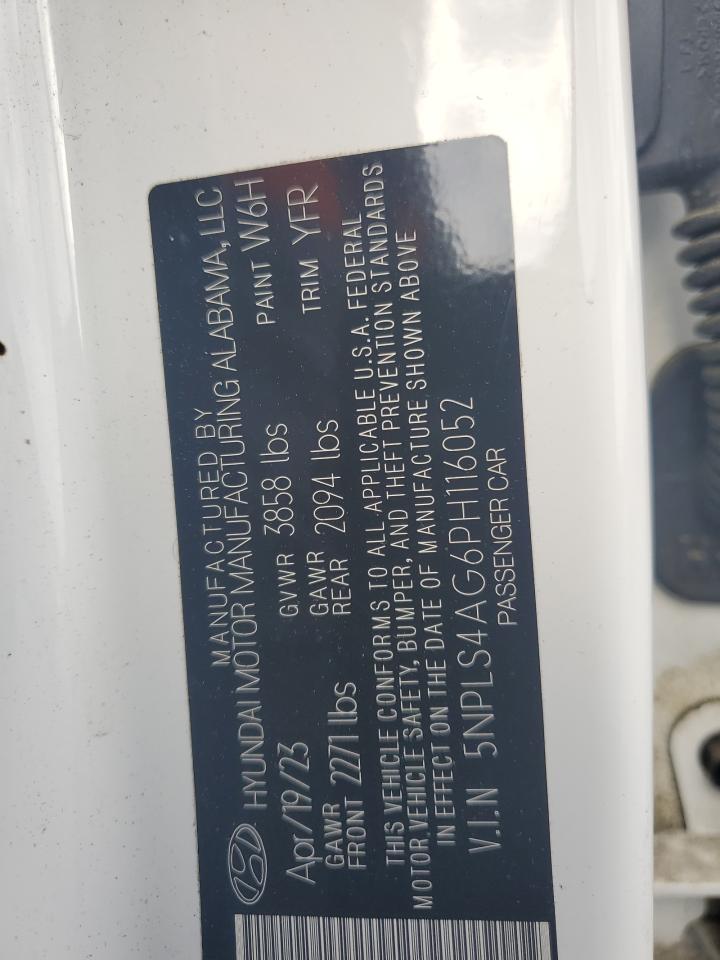 MANUFACTURED BY
HYUNDAI MOTOR MANUFACTURING ALABAMA, LLC
Apr/19/23 GVWR 3858 lbs PAINT W6H
GAWR FRONT 2271 lbs GAWR REAR 2094 lbs TRIM YFR
THIS VEHICLE CONFORMS TO ALL APPLICABLE U.S.A. FEDERAL
MOTOR VEHICLE SAFETY, BUMPER, AND THEFT PREVENTION STANDARDS
IN EFFECT ON THE DATE OF MANUFACTURE SHOWN ABOVE
V.I.N 5NPLS4AG6PH116052
PASSENGER CAR